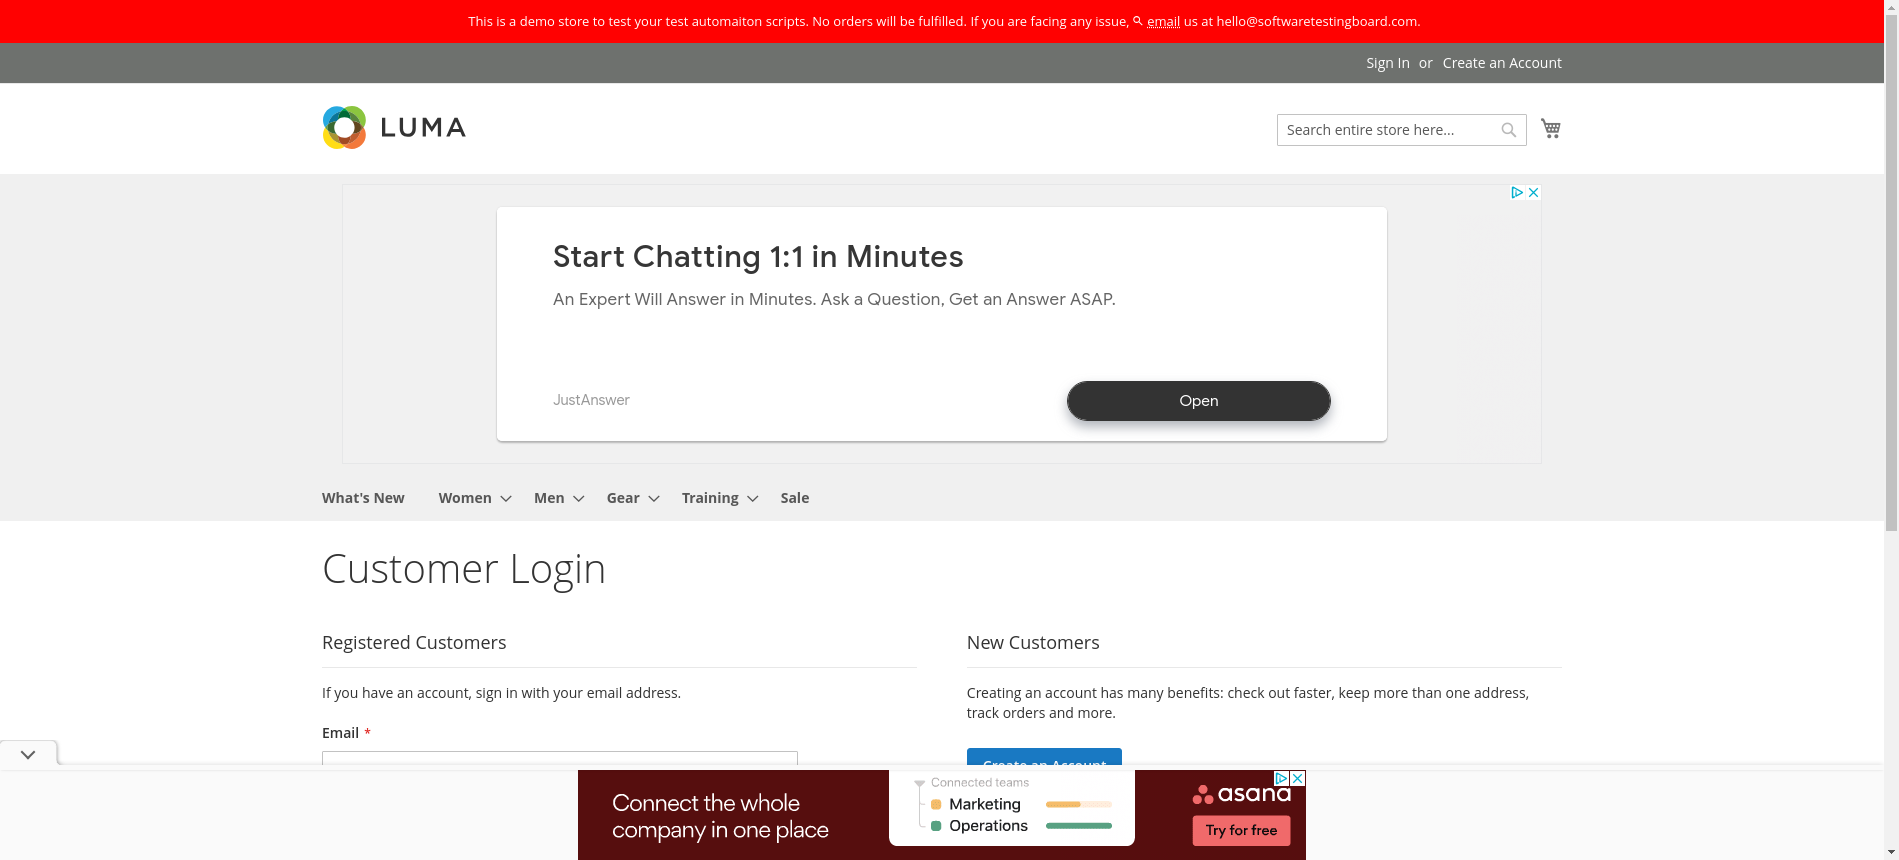 This is a demo store to test your test automaiton scripts. No orders will be fulfilled. If you are facing any issue, email us at hello@softwaretestingboard.com.
Sign In or Create an Account
LUMA
Search entire store here...
Start Chatting 1:1 in Minutes
An Expert Will Answer in Minutes. Ask a Question, Get an Answer ASAP.
JustAnswer
Open
What's New Women Men Gear Training Sale
Customer Login
Registered Customers
If you have an account, sign in with your email address.
Email *
New Customers
Creating an account has many benefits: check out faster, keep more than one address,
track orders and more.
Create an Account
Connect the whole
company in one place
Connected teams
Marketing
Operations
asana
Try for free